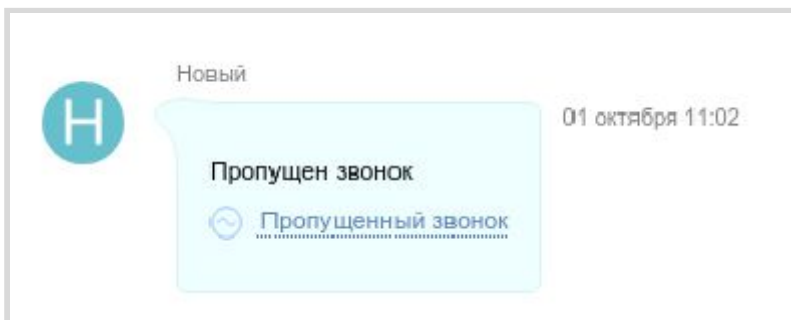 Новый
Н
01 октября 11:02
Пропущен звонок
Пропущенный звонок